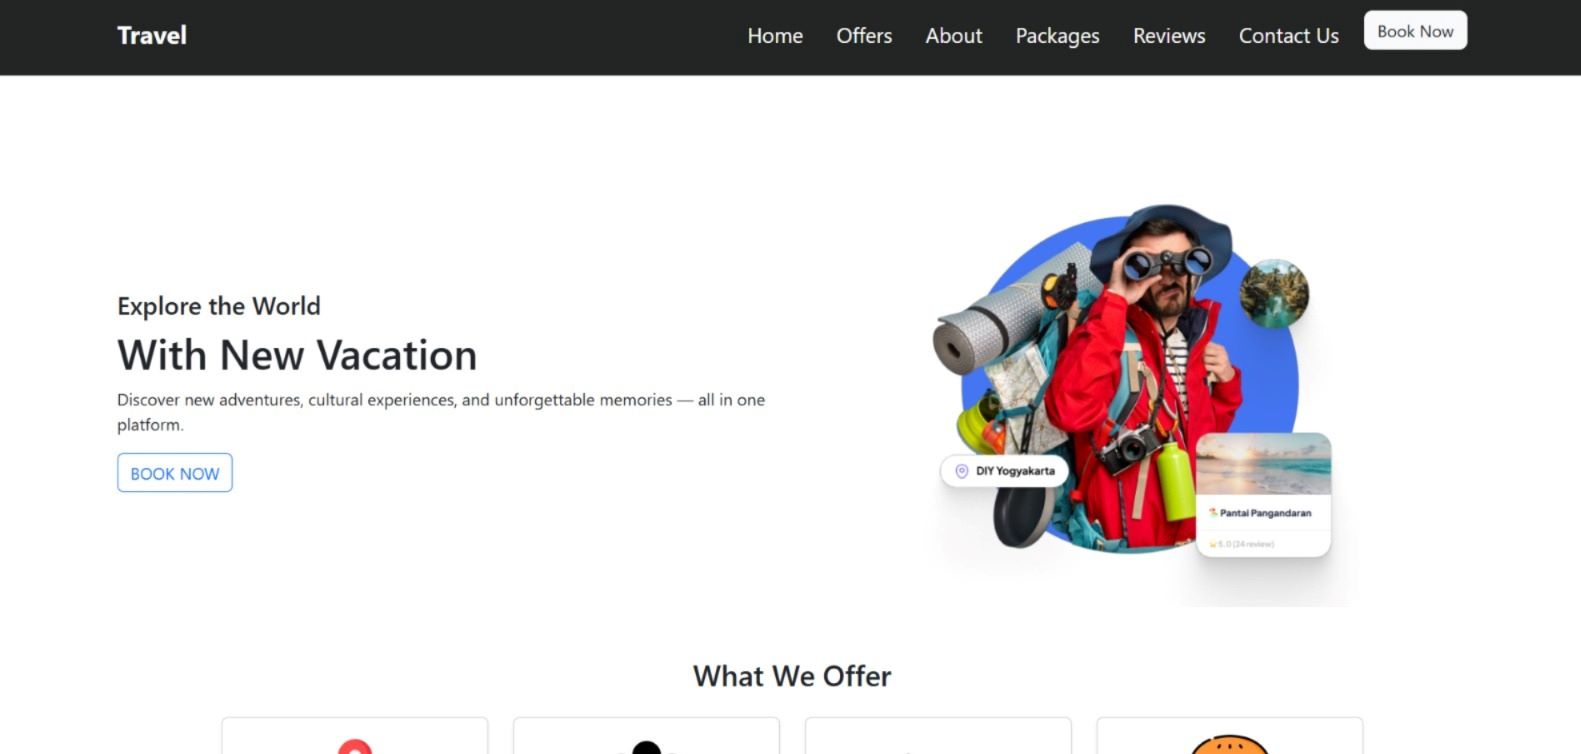 Travel
Home
Offers
About
Packages
Reviews
Contact Us
Book Now
Explore the World
With New Vacation
Discover new adventures, cultural experiences, and unforgettable memories — all in one
platform.
BOOK NOW
DIY Yogyakarta
Pantai Pangandaran
5.0 (24 review)
What We Offer